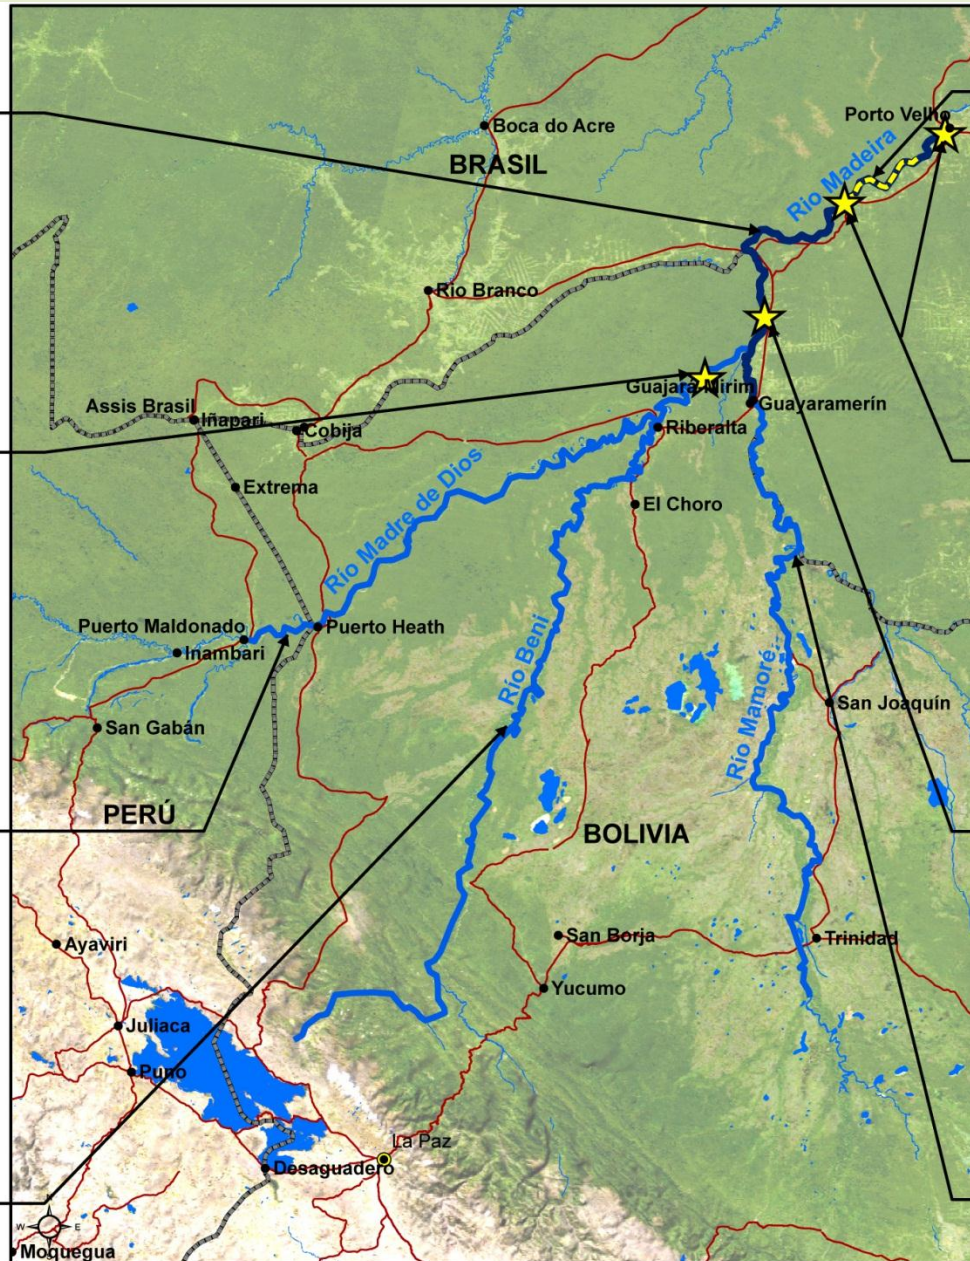 Porto Velho
Boca do Acre
BRASIL
Río Madeira
Rio Branco
Guajará Mirim
Assis Brasil
Iñapari
Guayaramerín
Cobija
Riberalta
Extrema
Río Madre de Dios
El Choro
Puerto Maldonado
Puerto Heath
Inambari
Río Beni
Río Mamoré
San Joaquín
San Gabán
PERÚ
BOLIVIA
San Borja
Trinidad
Ayaviri
Yucumo
Juliaca
Puno
La Paz
Desaguadero
N
W
E
Moquegua